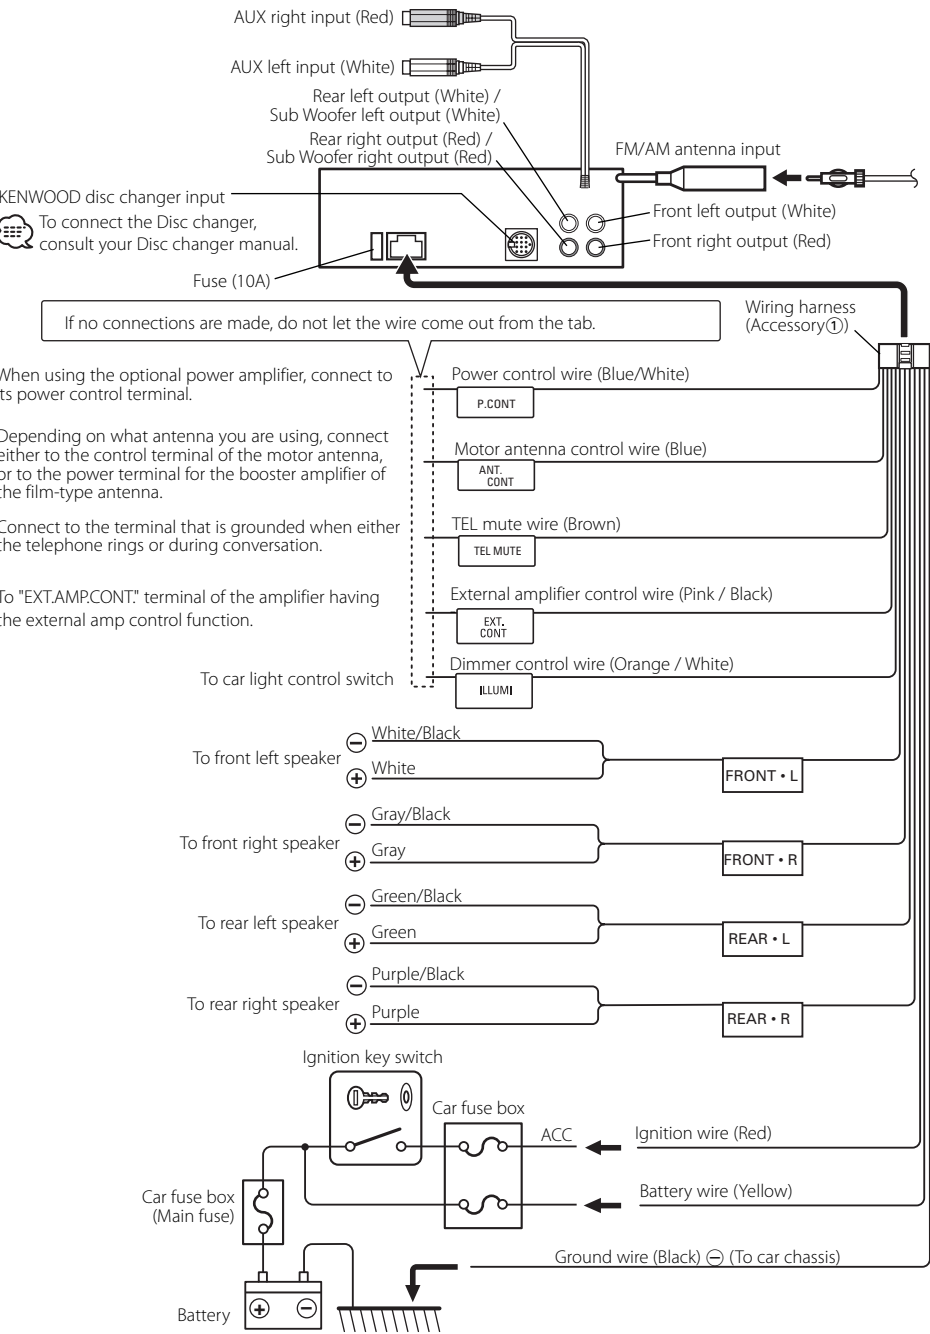 AUX right input (Red)
AUX left input (White)
Rear left output (White) /
Sub Woofer left output (White)
Rear right output (Red) /
Sub Woofer right output (Red)
FM/AM antenna input
KENWOOD disc changer input
To connect the Disc changer,
consult your Disc changer manual.
Front left output (White)
Front right output (Red)
Fuse (10A)
Wiring harness
(Accessory①)
If no connections are made, do not let the wire come out from the tab.
When using the optional power amplifier, connect to
its power control terminal.
Power control wire (Blue/White)
P.CONT
Depending on what antenna you are using, connect
either to the control terminal of the motor antenna,
or to the power terminal for the booster amplifier of
the film-type antenna.
Motor antenna control wire (Blue)
ANT.
CONT
Connect to the terminal that is grounded when either
the telephone rings or during conversation.
TEL mute wire (Brown)
TEL MUTE
To "EXT.AMP.CONT." terminal of the amplifier having
the external amp control function.
External amplifier control wire (Pink / Black)
EXT.
CONT
To car light control switch
Dimmer control wire (Orange / White)
ILLUMI
To front left speaker
⊖ White/Black
⊕ White
FRONT • L
To front right speaker
⊖ Gray/Black
⊕ Gray
FRONT • R
To rear left speaker
⊖ Green/Black
⊕ Green
REAR • L
To rear right speaker
⊖ Purple/Black
⊕ Purple
REAR • R
Ignition key switch
Car fuse box
ACC
Ignition wire (Red)
Car fuse box
(Main fuse)
Battery wire (Yellow)
Ground wire (Black) ⊖ (To car chassis)
Battery
⊕ ⊖